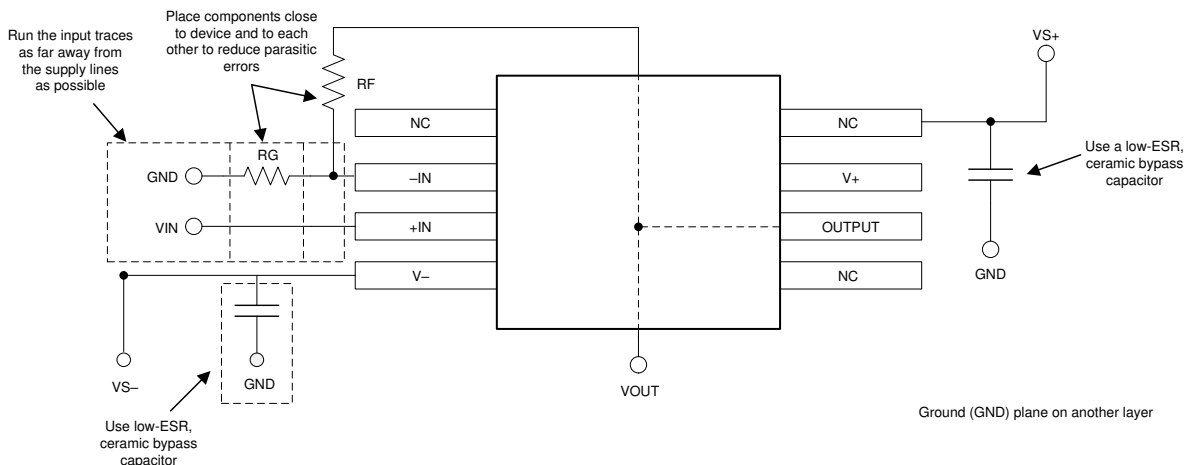 Place components close
to device and to each
other to reduce parasitic
errors
Run the input traces
as far away from
the supply lines
as possible
VS+
RF
NC
NC
Use a low-ESR,
ceramic bypass
capacitor
RG
GND
–IN
V+
VIN
+IN
OUTPUT
GND
V–
NC
VS–
GND
VOUT
Use low-ESR,
ceramic bypass
capacitor
Ground (GND) plane on another layer